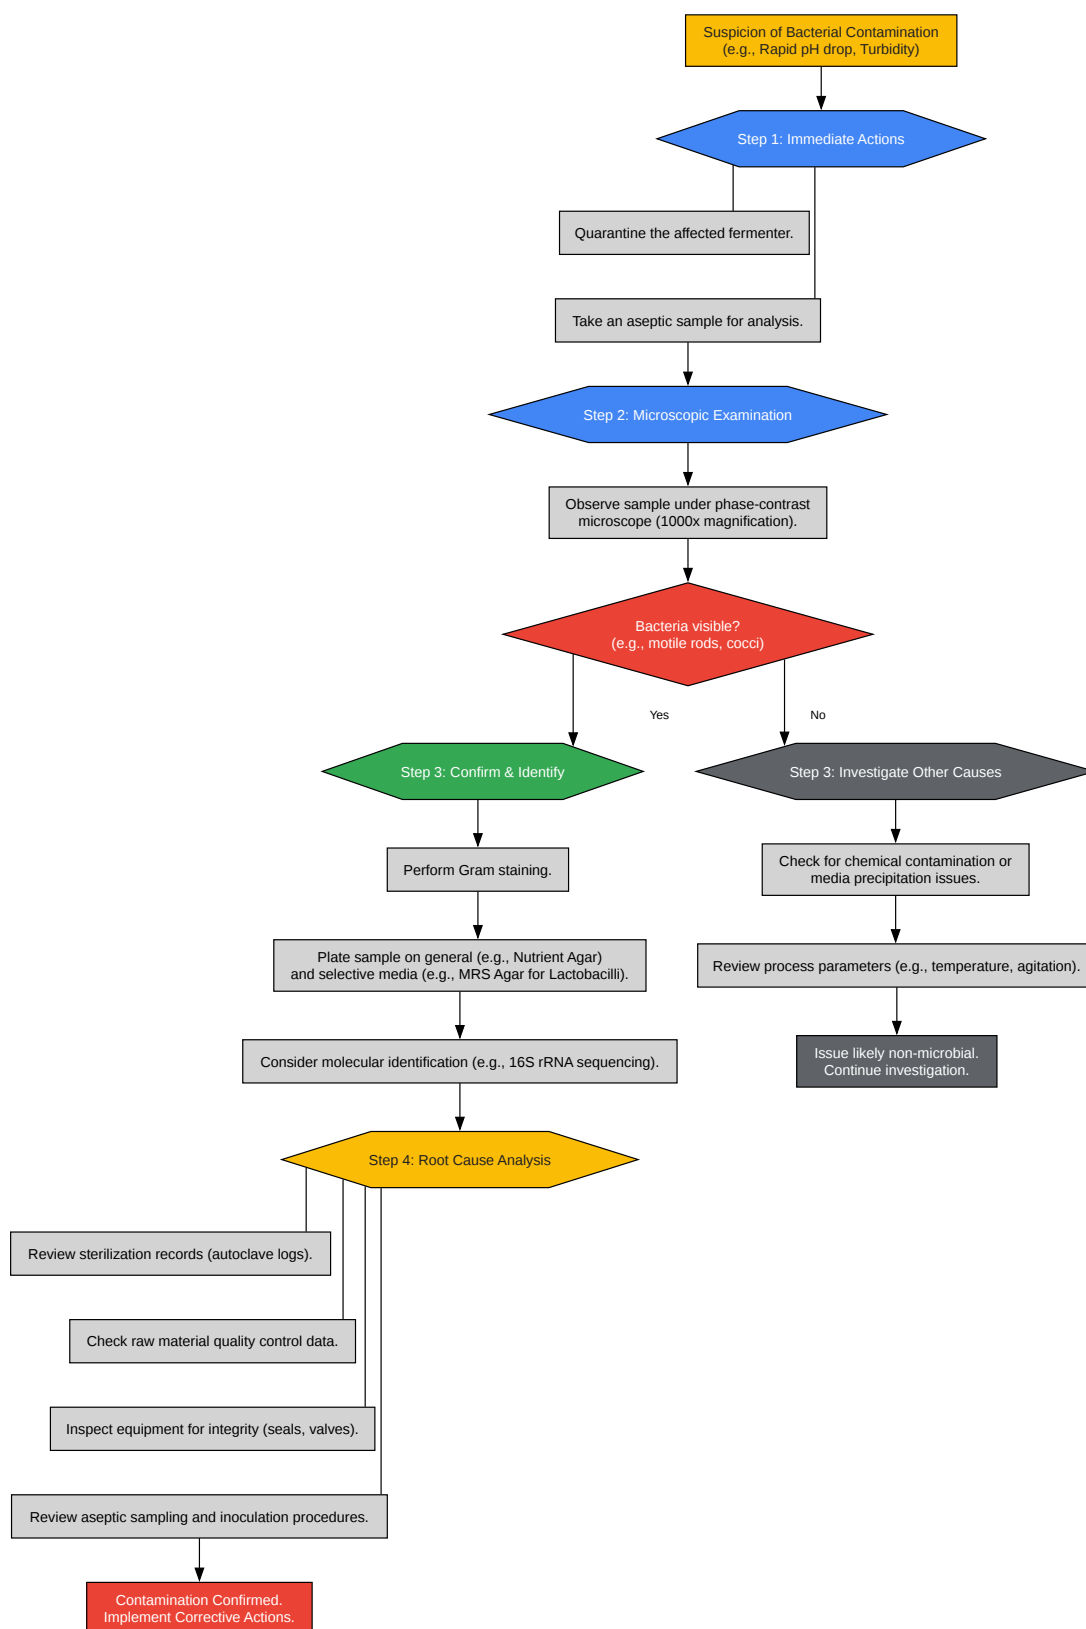 Suspicion of Bacterial Contamination
(e.g., Rapid pH drop, Turbidity)
Step 1: Immediate Actions
Quarantine the affected fermenter.
Take an aseptic sample for analysis.
Step 2: Microscopic Examination
Observe sample under phase-contrast
microscope (1000x magnification).
Bacteria visible?
(e.g., motile rods, cocci)
Yes
No
Step 3: Confirm & Identify
Step 3: Investigate Other Causes
Perform Gram staining.
Check for chemical contamination or
media precipitation issues.
Plate sample on general (e.g., Nutrient Agar)
and selective media (e.g., MRS Agar for Lactobacilli).
Review process parameters (e.g., temperature, agitation).
Consider molecular identification (e.g., 16S rRNA sequencing).
Issue likely non-microbial.
Continue investigation.
Step 4: Root Cause Analysis
Review sterilization records (autoclave logs).
Check raw material quality control data.
Inspect equipment for integrity (seals, valves).
Review aseptic sampling and inoculation procedures.
Contamination Confirmed.
Implement Corrective Actions.